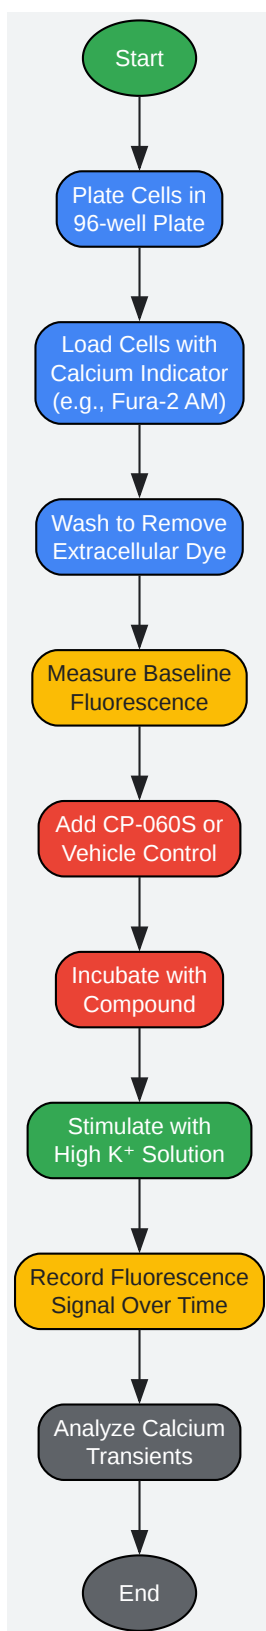 Start
Plate Cells in
96-well Plate
Load Cells with
Calcium Indicator
(e.g., Fura-2 AM)
Wash to Remove
Extracellular Dye
Measure Baseline
Fluorescence
Add CP-060S or
Vehicle Control
Incubate with
Compound
Stimulate with
High K⁺ Solution
Record Fluorescence
Signal Over Time
Analyze Calcium
Transients
End